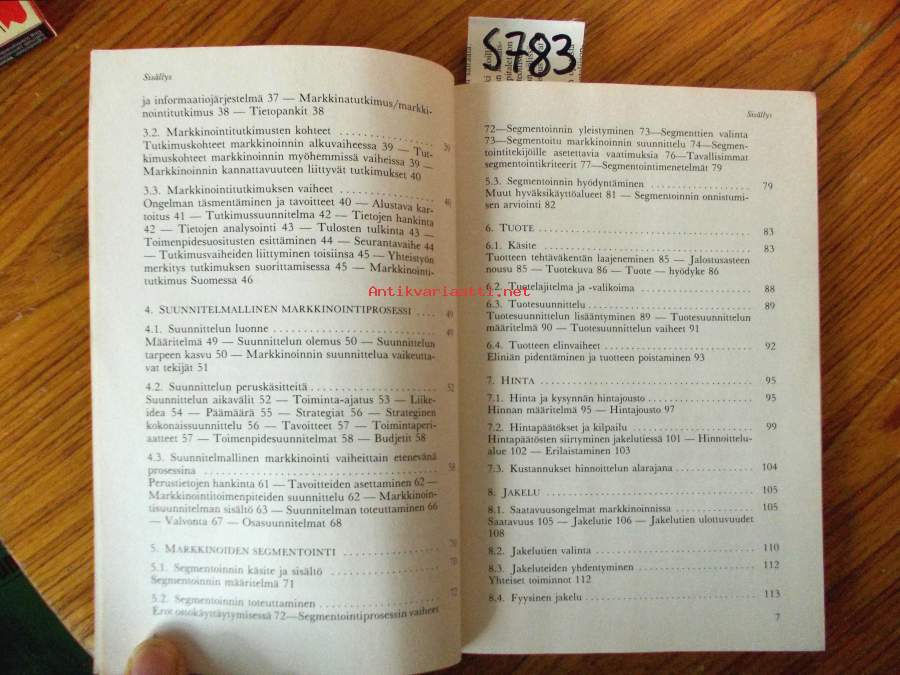 S783
Sisällys
ja informaatiojärjestelmä 37 — Markkinatutkimus/markki-
nointitutkimus 38 — Tietopankit 38
3.2. Markkinointitutkimusten kohteet 39
Tutkimuskohteet markkinoinnin alkuvaiheessa 39 — Tut-
kimuskohteet markkinoinnin myöhemmissä vaiheissa 39 —
Markkinoinnin kannattavuuteen liittyvät tutkimukset 40
3.3. Markkinointitutkimuksen vaiheet 40
Ongelman täsmentäminen ja tavoitteet 40 — Alustava kar-
toitus 41 — Tutkimussuunnitelma 42 — Tietojen hankinta
42 — Tietojen analysointi 43 — Tulosten tulkinta 43 —
Toimenpidesuositusten esittäminen 44 — Seurantavaihe 44
— Tutkimusvaiheiden liittyminen toisiinsa 45 — Yhteistyön
merkitys tutkimuksen suorittamisessa 45 — Markkinointi-
tutkimus Suomessa 46
4. SUUNNITELMALLINEN MARKKINOINTIPROSESSI .... 49
4.1. Suunnittelun luonne 49
Määritelmä 49 — Suunnittelun olemus 50 — Suunnittelun
tarpeen kasvu 50 — Markkinoinnin suunnittelua vaikeutta-
vat tekijät 51
4.2. Suunnittelun peruskäsitteitä 52
Suunnittelun aikavälit 52 — Toiminta-ajatus 53 — Liike-
idea 54 — Päämäärä 55 — Strategiat 56 — Strateginen
kokonaissuunnittelu 56 — Tavoitteet 57 — Toimintaperi-
aatteet 57 — Toimenpidesuunnitelmat 58 — Budjetit 58
4.3. Suunnitelmallinen markkinointi vaiheittain etenevänä
prosessina 58
Perustietojen hankinta 61 — Tavoitteiden asettaminen 62 —
Markkinointitoimenpiteiden suunnittelu 62 — Markkinoin-
tisuunnitelman sisältö 63 — Suunnitelman toteuttaminen 66
— Valvonta 67 — Osasuunnitelmat 68
5. MARKKINOIDEN SEGMENTOINTI 70
5.1. Segmentoinnin käsite ja sisältö 70
Segmentoinnin määritelmä 71
5.2. Segmentoinnin toteuttaminen 72
Erot ostokäyttäytymisessä 72—Segmentointiprosessin vaiheet
Sisällys
72—Segmentoinnin yleistyminen 73—Segmenttien valinta
73—Segmentoitu markkinoinnin suunnittelu 74—Segmen-
tointitekijöille asetettavia vaatimuksia 76—Tavallisimmat
segmentointikriteerit 77—Segmentointimenetelmät 79
5.3. Segmentoinnin hyödyntäminen 79
Muut hyväksikäyttöalueet 81 — Segmentoinnin onnistumi-
sen arviointi 82
6. TUOTE 83
6.1. Käsite 83
Tuotteen tehtäväkentän laajeneminen 85 — Jalostusasteen
nousu 85 — Tuotekuva 86 — Tuote — hyödyke 86
Antikvariaatti.net
6.2. Tuotelajitelma ja -valikoima 88
6.3. Tuotesuunnittelu 89
Tuotesuunnittelun lisääntyminen 89 — Tuotesuunnittelun
määritelmä 90 — Tuotesuunnittelun vaiheet 91
6.4. Tuotteen elinvaiheet 92
Eliniän pidentäminen ja tuotteen poistaminen 93
7. HINTA 95
7.1. Hinta ja kysynnän hintajousto 95
Hinnan määritelmä 95 — Hintajousto 97
7.2. Hintapäätökset ja kilpailu 99
Hintapäätösten siirtyminen jakelutiessä 101 — Hinnoittelu-
alue 102 — Erilaistaminen 103
7.3. Kustannukset hinnoittelun alarajana 104
8. JAKELU 105
8.1. Saatavuusongelmat markkinoinnissa 105
Saatavuus 105 — Jakelutie 106 — Jakelutien ulottuvuudet
108
8.2. Jakelutien valinta 110
8.3. Jakeluteiden yhdentyminen 112
Yhteiset toiminnot 112
8.4. Fyysinen jakelu 113
7